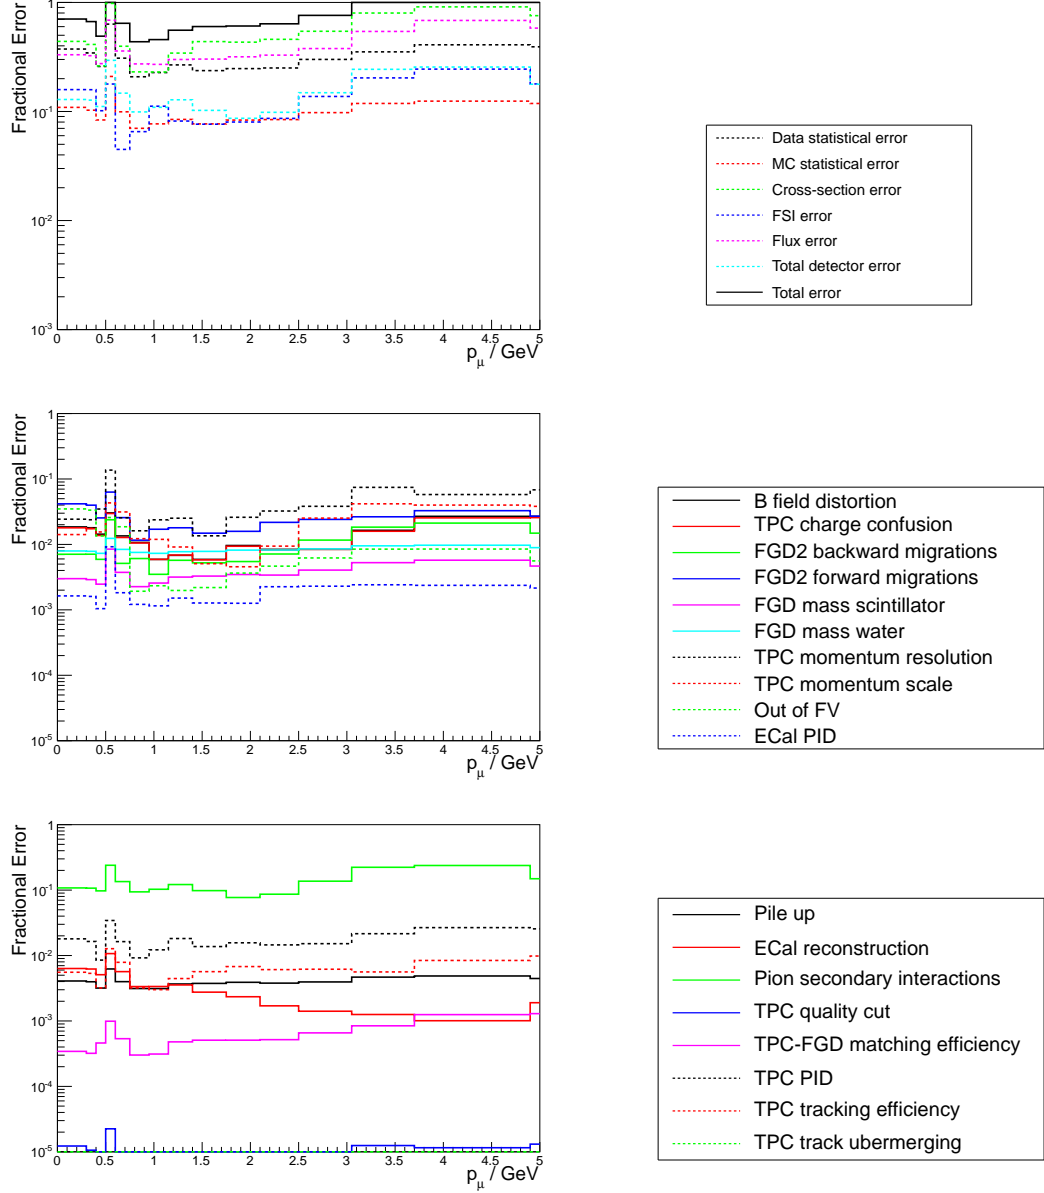 Fractional Error
1
10-1
10-2
10-3
0 0.5 1 1.5 2 2.5 3 3.5 4 4.5 5
pμ / GeV
Data statistical error
MC statistical error
Cross-section error
FSI error
Flux error
Total detector error
Total error
Fractional Error
1
10-1
10-2
10-3
10-4
10-5
0 0.5 1 1.5 2 2.5 3 3.5 4 4.5 5
pμ / GeV
B field distortion
TPC charge confusion
FGD2 backward migrations
FGD2 forward migrations
FGD mass scintillator
FGD mass water
TPC momentum resolution
TPC momentum scale
Out of FV
ECal PID
Fractional Error
1
10-1
10-2
10-3
10-4
10-5
0 0.5 1 1.5 2 2.5 3 3.5 4 4.5 5
pμ / GeV
Pile up
ECal reconstruction
Pion secondary interactions
TPC quality cut
TPC-FGD matching efficiency
TPC PID
TPC tracking efficiency
TPC track ubermerging